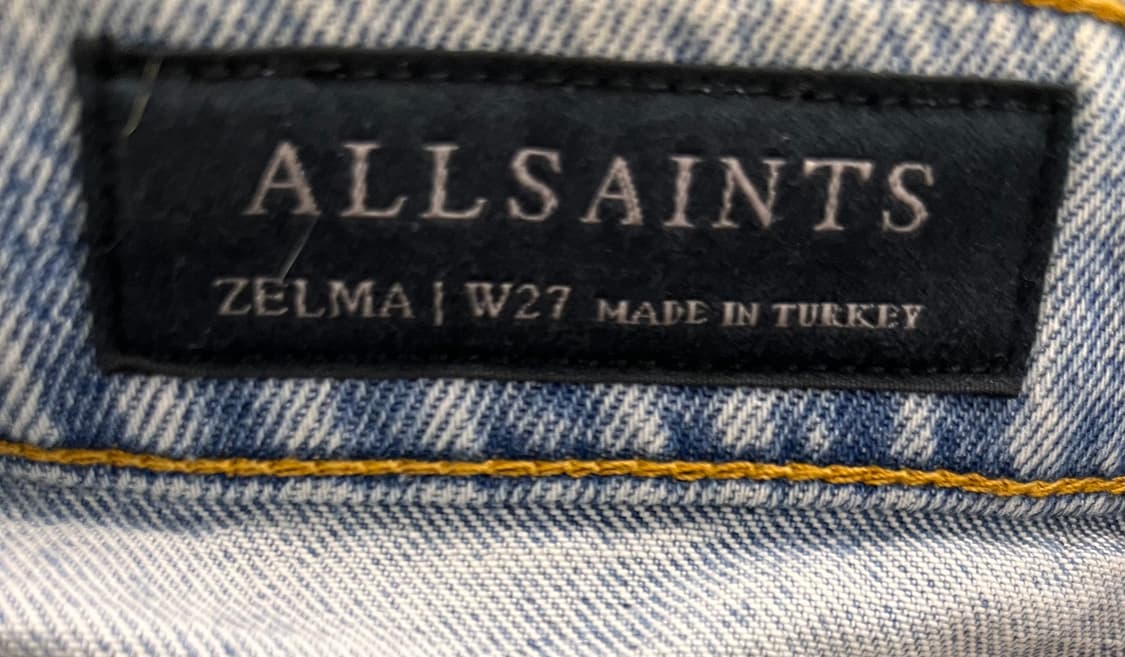 ALLSAINTS
ZELMA | W27 MADE IN TURKEY